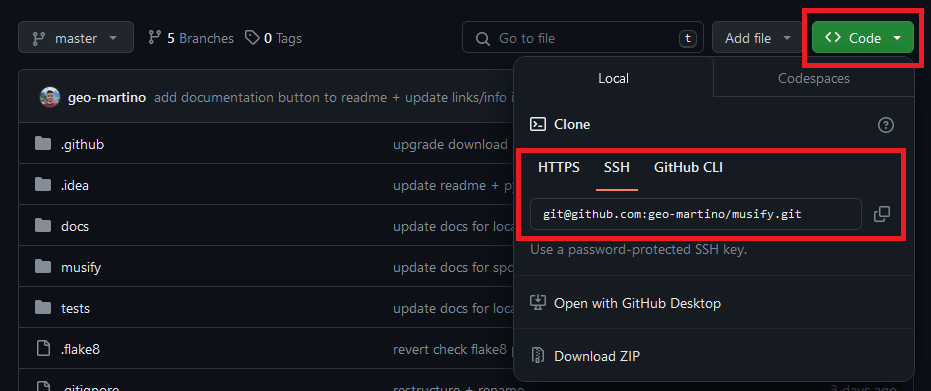 master 5 Branches 0 Tags Go to file t Add file Code
Local Codespaces
geo-martino add documentation button to readme + update links/info i
Clone
.github upgrade download
HTTPS SSH GitHub CLI
.idea update readme + p
git@github.com:geo-martino/musify.git
docs update docs for loca
Use a password-protected SSH key.
musify update docs for spo
Open with GitHub Desktop
tests update docs for loca
.flake8 revert check flake8
Download ZIP
.gitignore restructure + rename 3 days ago